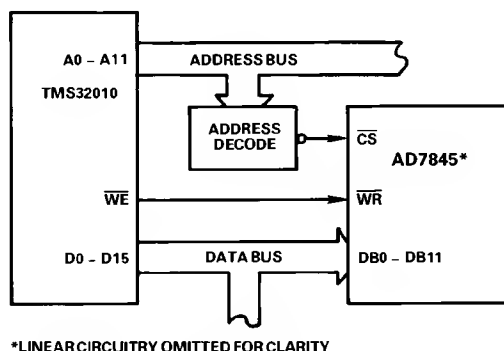 A0 – A11
ADDRESS BUS
TMS32010
ADDRESS
DECODE
CS
AD7845*
WE
WR
D0 – D15
DATA BUS
DB0 – DB11
*LINEAR CIRCUITRY OMITTED FOR CLARITY